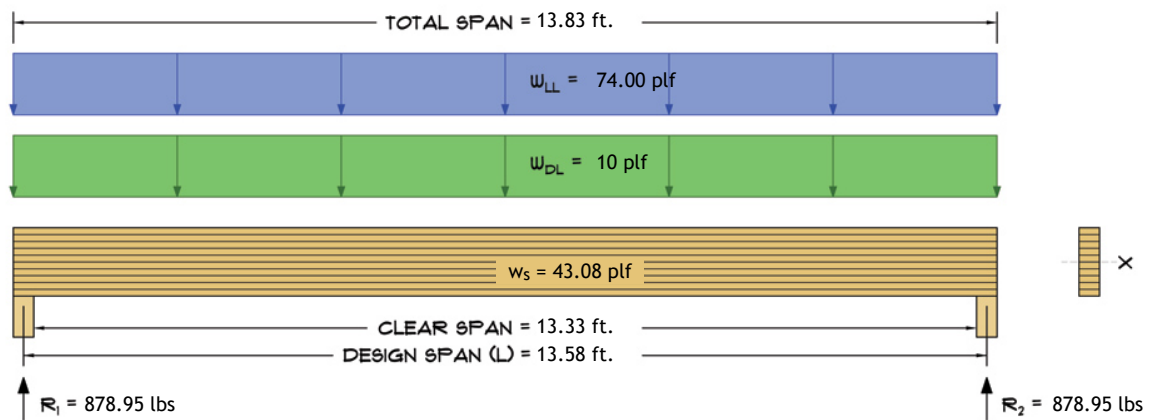 TOTAL SPAN = 13.83 ft.
WLL = 74.00 plf
WDL = 10 plf
ws = 43.08 plf
X
CLEAR SPAN = 13.33 ft.
DESIGN SPAN (L) = 13.58 ft.
R1 = 878.95 lbs
R2 = 878.95 lbs